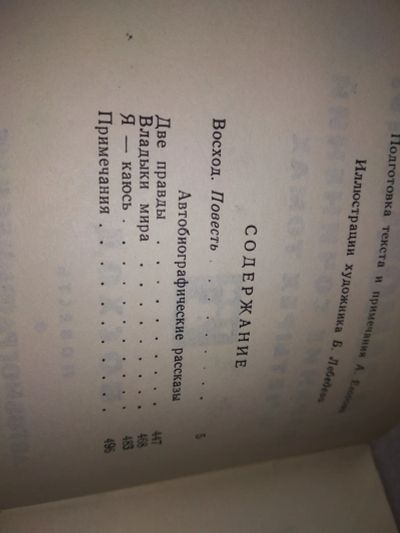 Подготовка текста и примечания А.
Иллюстрации художника Б. Лебедева
СОДЕРЖАНИЕ
Восход. Повесть . . . . . . . 5
Автобиографические рассказы
Две правды . . . . . . . . . 447
Владыки мира . . . . . . . . 468
Я — каюсь . . . . . . . . . . 483
Примечания . . . . . . . . . . 496